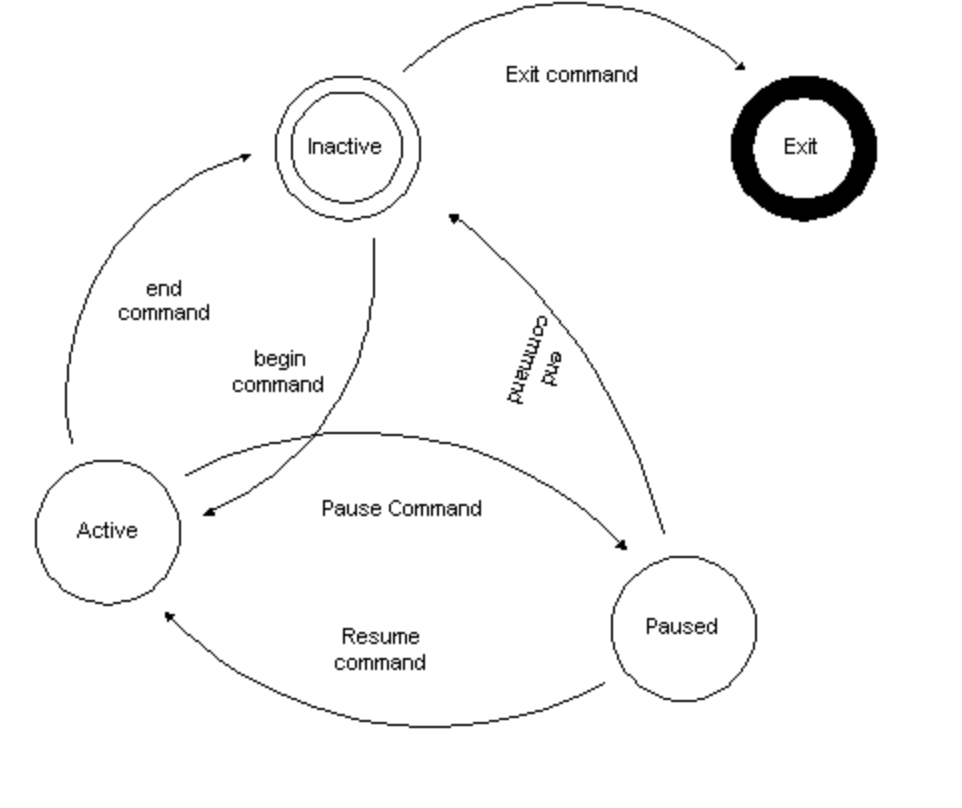 Exit command
Inactive
Exit
end
command
begin
command
end
command
Pause Command
Active
Paused
Resume
command